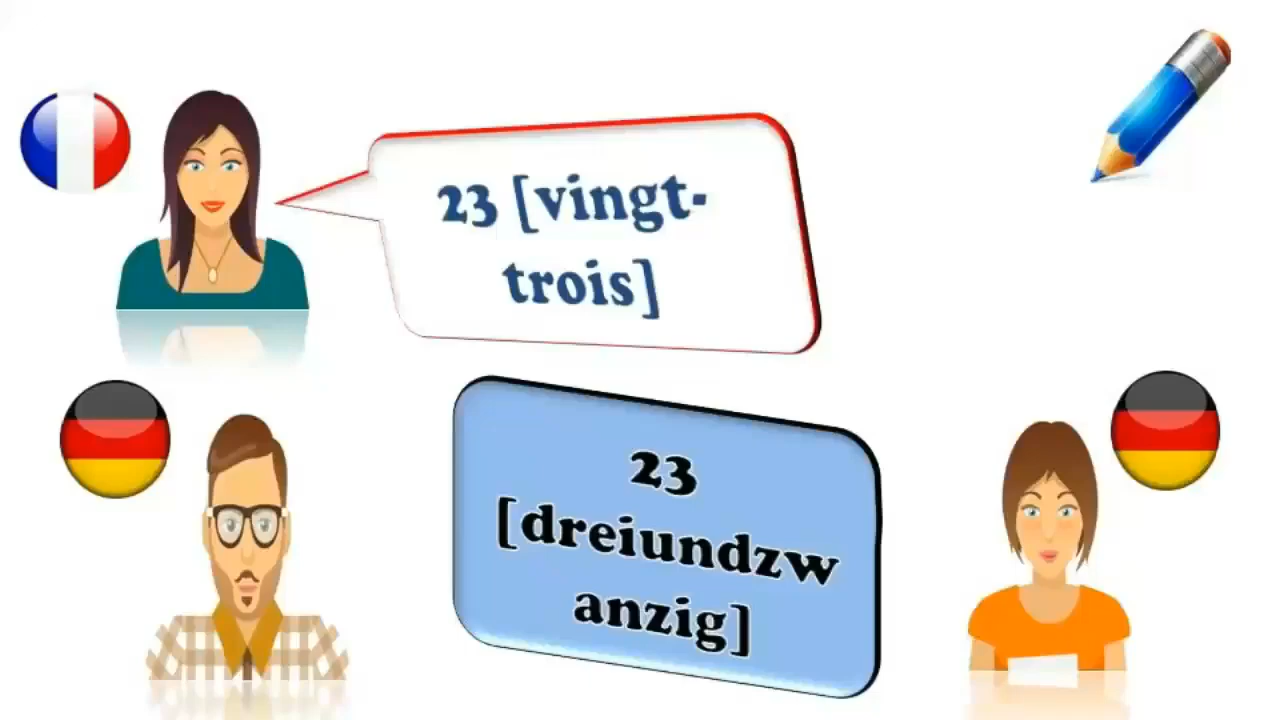 23 [vingt-
trois]
23
[dreiundzw
anzig]